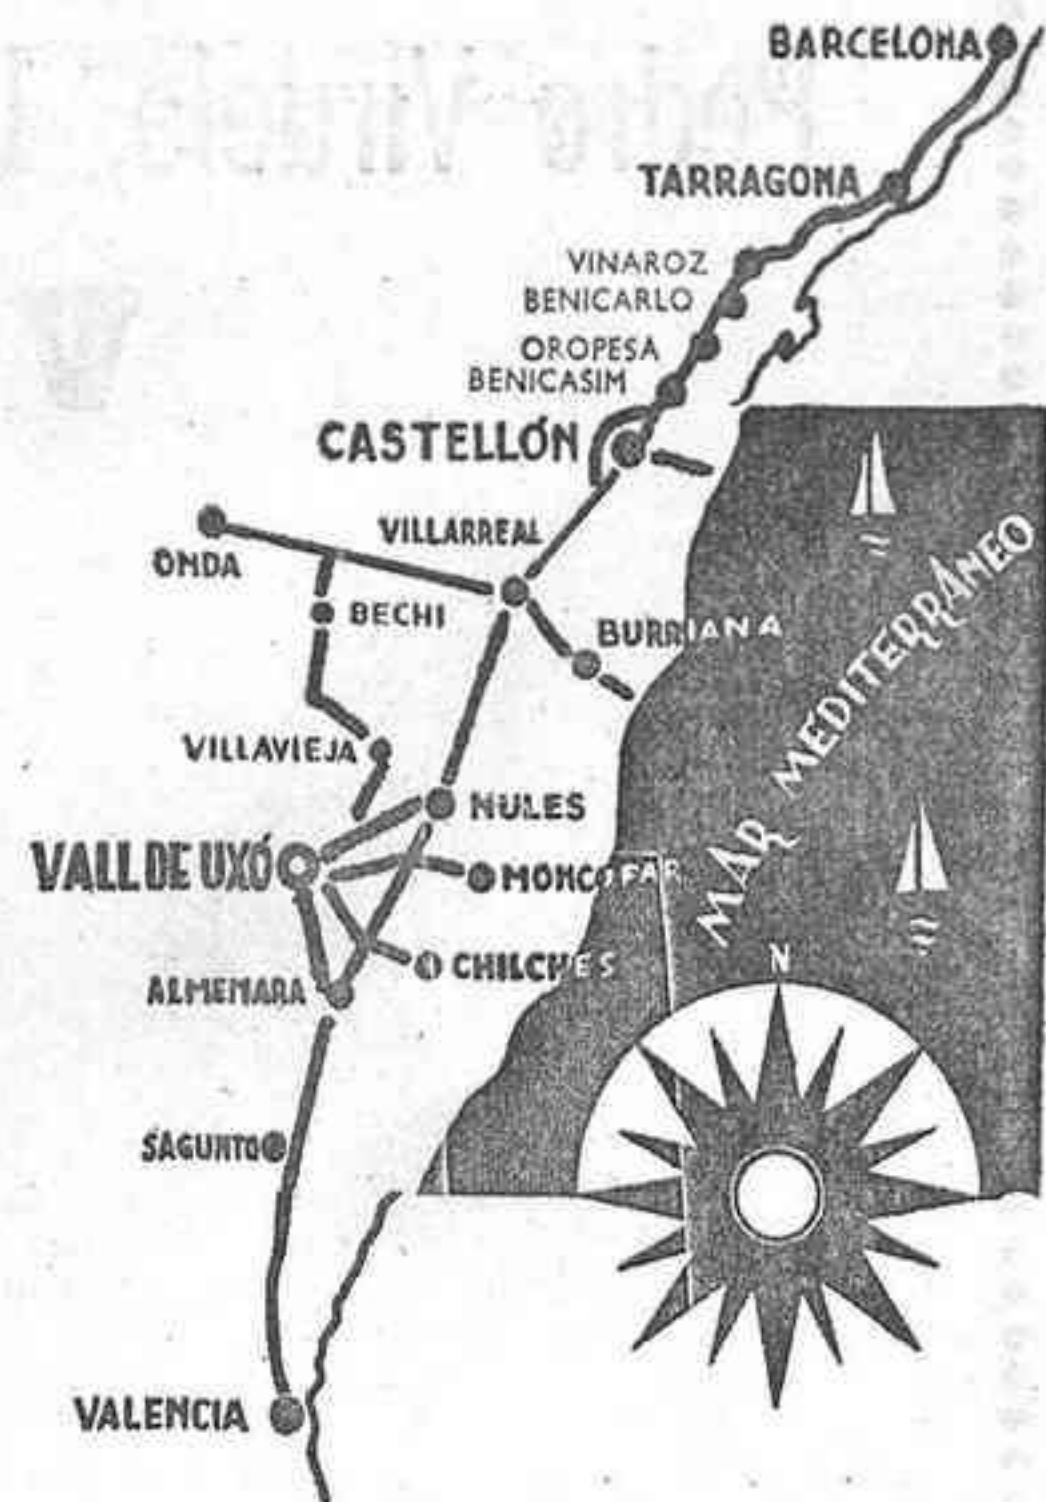 BARCELONA
TARRAGONA
VINAROZ
BENICARLO
OROPESA
BENICASIM
CASTELLÓN
VILLARREAL
ONDA
BECHI
BURRIANA
MAR MEDITERRÁNEO
VILLAVIEJA
NULES
VALL DE UXÓ
MONCOFAR
CHILCHES
N
ALMENARA
SAGUNTO
VALENCIA